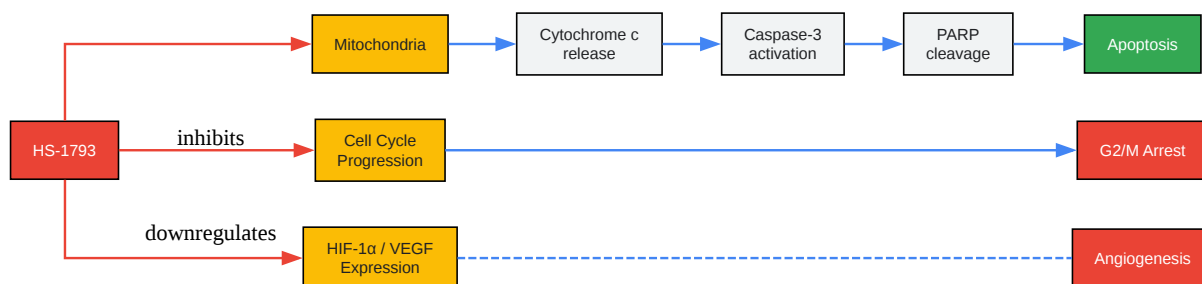 Mitochondria
Cytochrome c
release
Caspase-3
activation
PARP
cleavage
Apoptosis
HS-1793
inhibits
Cell Cycle
Progression
G2/M Arrest
downregulates
HIF-1α / VEGF
Expression
Angiogenesis